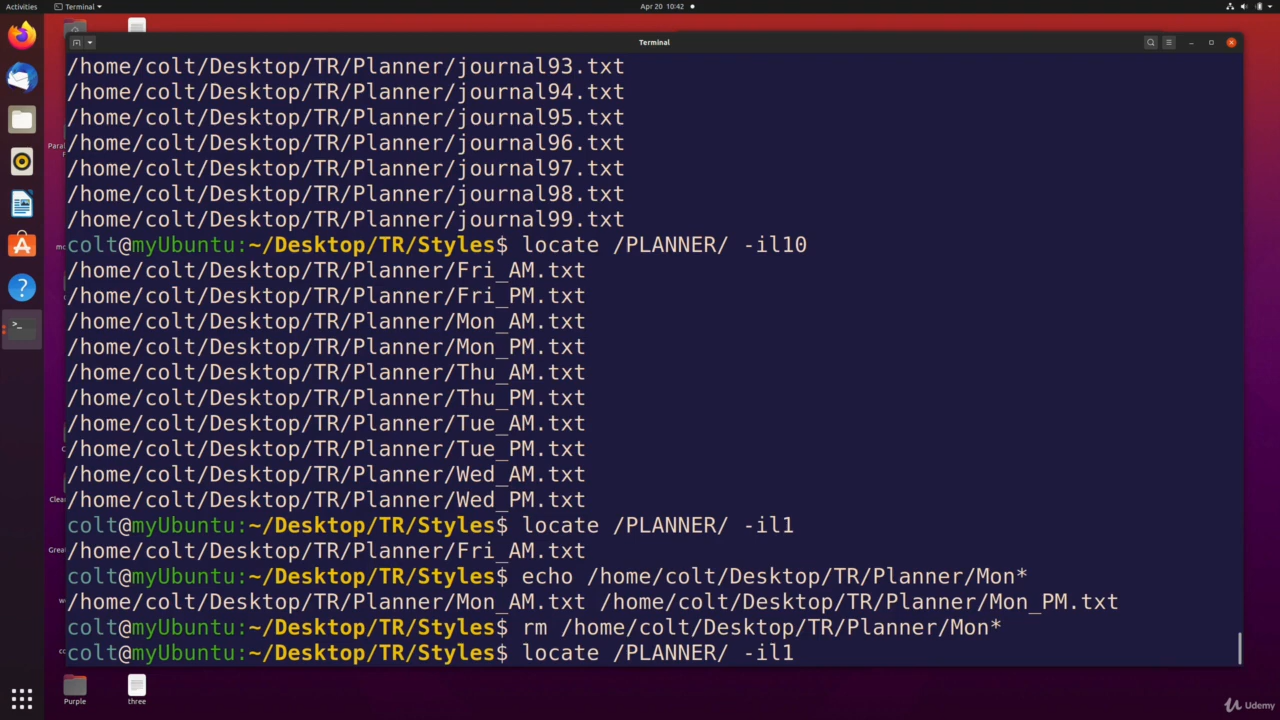 Activities
Terminal
Apr 20 10:42
Terminal
/home/colt/Desktop/TR/Planner/journal93.txt
/home/colt/Desktop/TR/Planner/journal94.txt
/home/colt/Desktop/TR/Planner/journal95.txt
/home/colt/Desktop/TR/Planner/journal96.txt
/home/colt/Desktop/TR/Planner/journal97.txt
/home/colt/Desktop/TR/Planner/journal98.txt
/home/colt/Desktop/TR/Planner/journal99.txt
colt@myUbuntu:~/Desktop/TR/Styles$ locate /PLANNER/ -il10
/home/colt/Desktop/TR/Planner/Fri_AM.txt
/home/colt/Desktop/TR/Planner/Fri_PM.txt
/home/colt/Desktop/TR/Planner/Mon_AM.txt
/home/colt/Desktop/TR/Planner/Mon_PM.txt
/home/colt/Desktop/TR/Planner/Thu_AM.txt
/home/colt/Desktop/TR/Planner/Thu_PM.txt
/home/colt/Desktop/TR/Planner/Tue_AM.txt
/home/colt/Desktop/TR/Planner/Tue_PM.txt
/home/colt/Desktop/TR/Planner/Wed_AM.txt
/home/colt/Desktop/TR/Planner/Wed_PM.txt
colt@myUbuntu:~/Desktop/TR/Styles$ locate /PLANNER/ -il1
/home/colt/Desktop/TR/Planner/Fri_AM.txt
colt@myUbuntu:~/Desktop/TR/Styles$ echo /home/colt/Desktop/TR/Planner/Mon*
/home/colt/Desktop/TR/Planner/Mon_AM.txt /home/colt/Desktop/TR/Planner/Mon_PM.txt
colt@myUbuntu:~/Desktop/TR/Styles$ rm /home/colt/Desktop/TR/Planner/Mon*
colt@myUbuntu:~/Desktop/TR/Styles$ locate /PLANNER/ -il1
Purple
three
Udemy